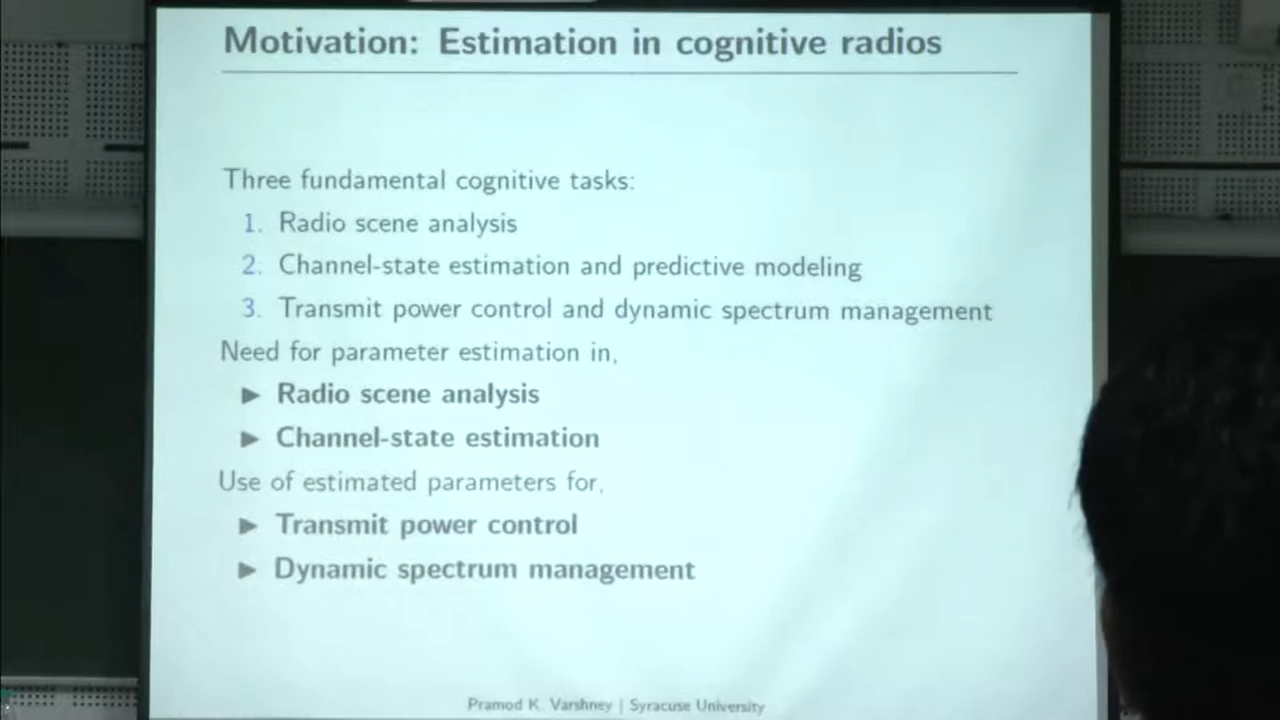 Motivation: Estimation in cognitive radios
Three fundamental cognitive tasks:
1. Radio scene analysis
2. Channel-state estimation and predictive modeling
3. Transmit power control and dynamic spectrum management
Need for parameter estimation in,
▶ Radio scene analysis
▶ Channel-state estimation
Use of estimated parameters for,
▶ Transmit power control
▶ Dynamic spectrum management
Pramod K. Varshney | Syracuse University